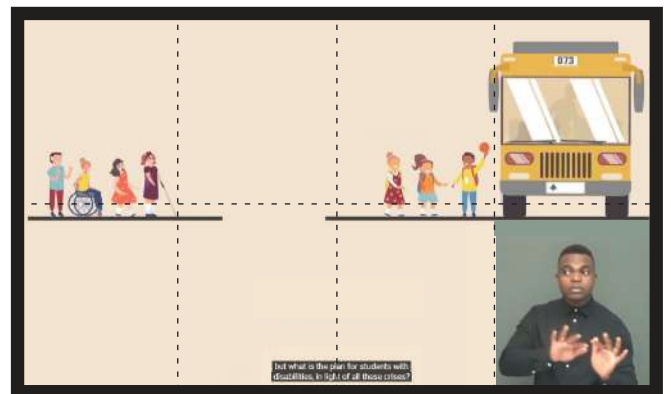 073
but what is the plan for students with
disabilities, in light of all these crises?